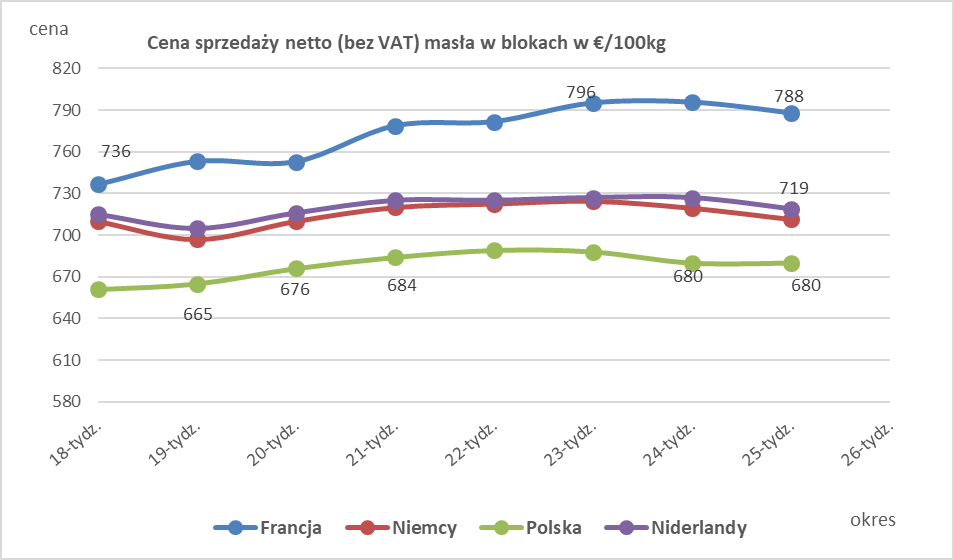 cena
Cena sprzedaży netto (bez VAT) masła w blokach w €/100kg
820
790
760
730
700
670
640
610
580
736
796
788
719
665
676
684
680
680
18-tydz.
19-tydz.
20-tydz.
21-tydz.
22-tydz.
23-tydz.
24-tydz.
25-tydz.
26-tydz.
okres
Francja Niemcy Polska Niderlandy